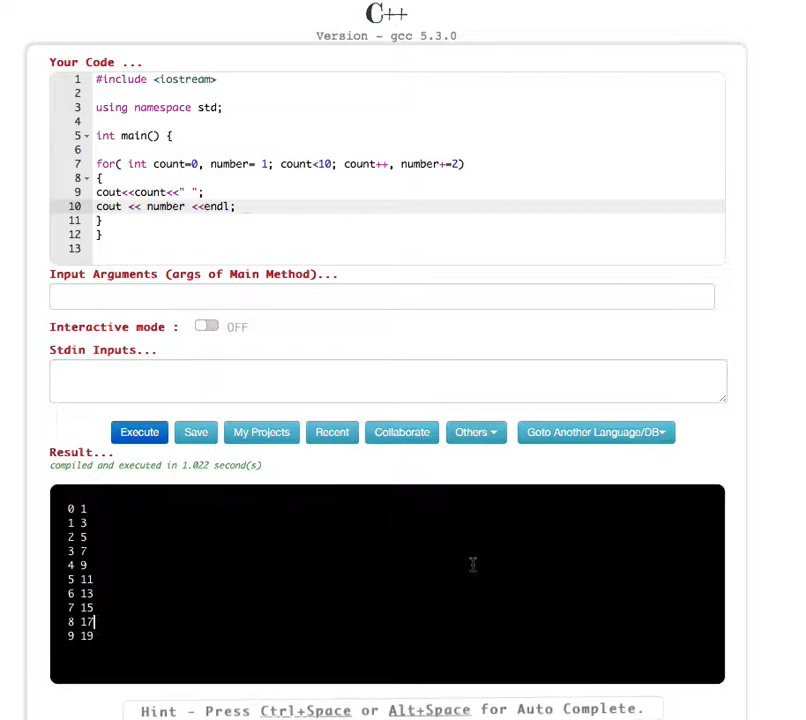 C++
Version - gcc 5.3.0
Your Code ...
1 #include <iostream>
2
3 using namespace std;
4
5 int main() {
6
7 for( int count=0, number= 1; count<10; count++, number+=2)
8 {
9 cout<<count<<" ";
10 cout << number <<endl;
11 }
12 }
13
Input Arguments (args of Main Method)...
Interactive mode : OFF
Stdin Inputs...
Execute Save My Projects Recent Collaborate Others Goto Another Language/DB
Result...
compiled and executed in 1.022 second(s)
0 1
1 3
2 5
3 7
4 9
5 11
6 13
7 15
8 17
9 19
Hint - Press Ctrl+Space or Alt+Space for Auto Complete.